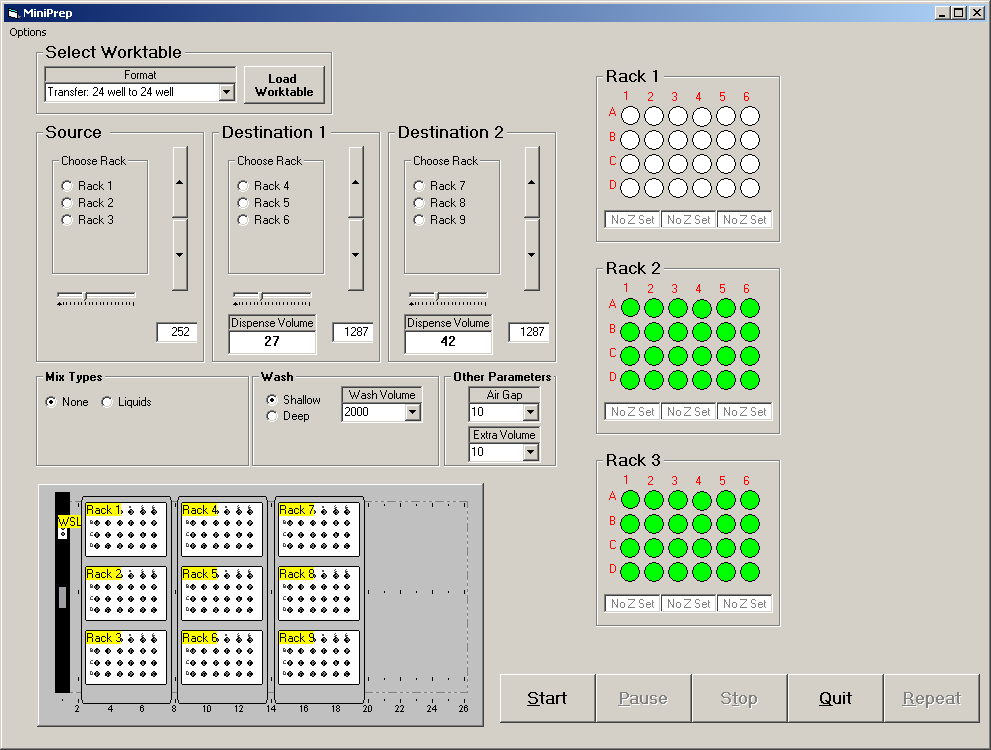 MiniPrep
Options
Select Worktable
Format
Transfer: 24 well to 24 well
Load
Worktable
Source
Choose Rack
Rack 1
Rack 2
Rack 3
252
Destination 1
Choose Rack
Rack 4
Rack 5
Rack 6
Dispense Volume
27
1287
Destination 2
Choose Rack
Rack 7
Rack 8
Rack 9
Dispense Volume
42
1287
Mix Types
None Liquids
Wash
Shallow
Deep
Wash Volume
2000
Other Parameters
Air Gap
10
Extra Volume
10
Rack 1
1 2 3 4 5 6
A
B
C
D
No Z Set No Z Set No Z Set
Rack 2
1 2 3 4 5 6
A
B
C
D
No Z Set No Z Set No Z Set
Rack 3
1 2 3 4 5 6
A
B
C
D
No Z Set No Z Set No Z Set
WSL
Rack 1 Rack 4 Rack 7
Rack 2 Rack 5 Rack 8
Rack 3 Rack 6 Rack 9
2 4 6 8 10 12 14 16 18 20 22 24 26
Start Pause Stop Quit Repeat